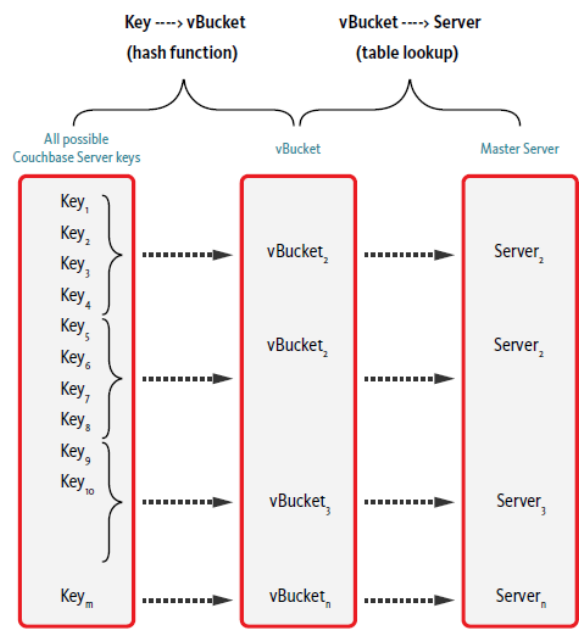 Key ----> vBucket
(hash function)
vBucket ----> Server
(table lookup)
All possible
Couchbase Server keys
vBucket
Master Server
Key₁
Key₂
Key₃
Key₄
Key₅
Key₆
Key₇
Key₈
Key₉
Key₁₀
Keyₘ
vBucket₂
vBucket₂
vBucket₃
vBucketₙ
Server₂
Server₂
Server₃
Serverₙ